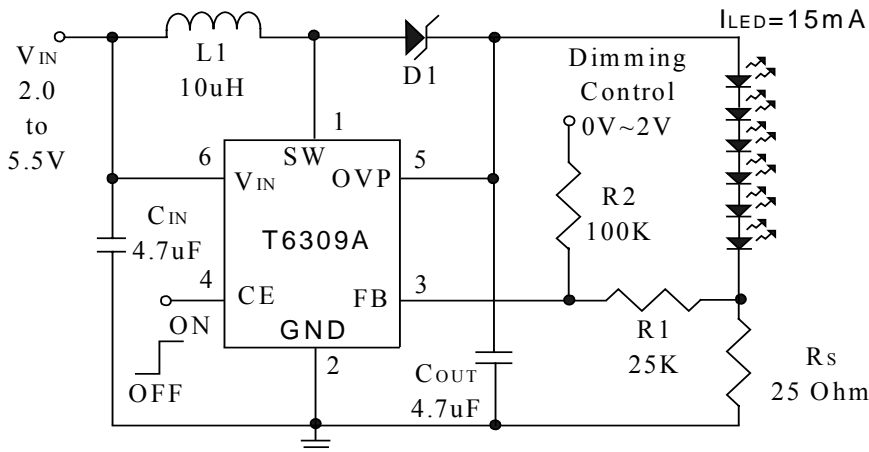 ILED=15mA
VIN
2.0
to
5.5V
L1
10uH
D1
Dimming
Control
0V~2V
1
6
SW
5
VIN
OVP
R2
100K
CIN
4.7uF
T6309A
4
CE
FB
3
ON
OFF
GND
2
R1
25K
COUT
4.7uF
RS
25 Ohm